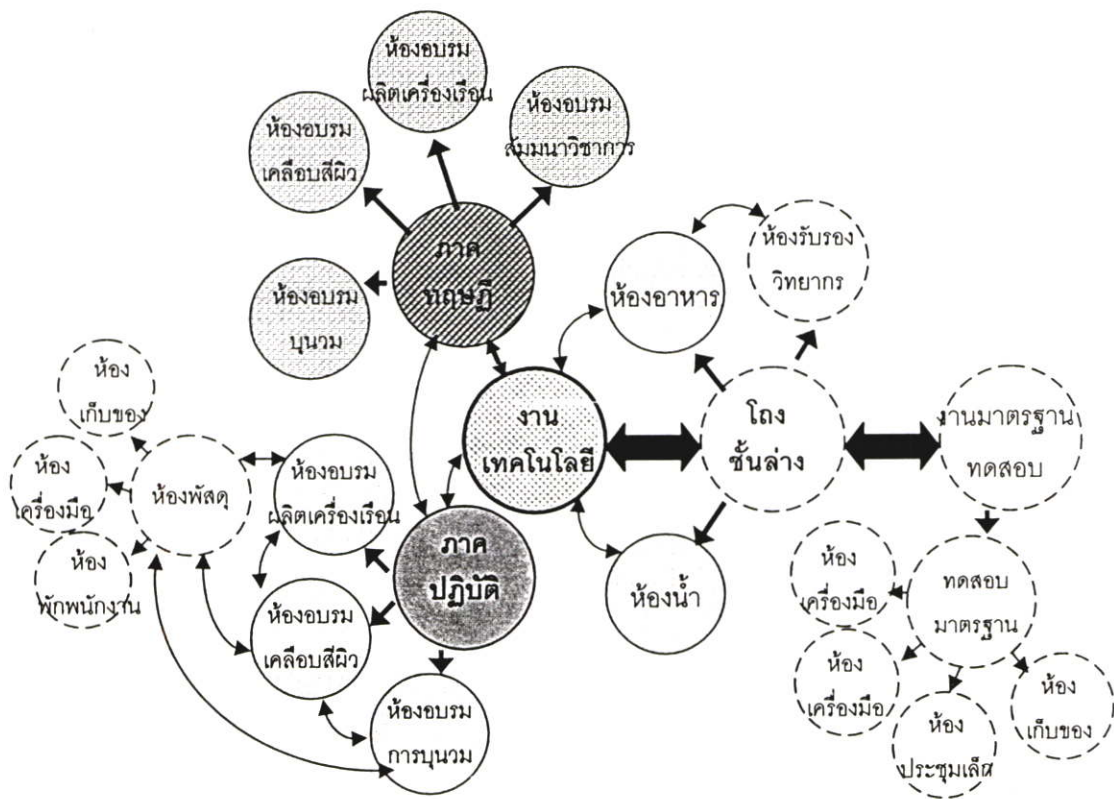 ห้องอบรม
ผลิตเครื่องเรือน
ห้องอบรม
สัมมนาวิชาการ
ห้องอบรม
เคลือบสีผิว
ภาค
ทฤษฎี
ห้องรับรอง
วิทยากร
ห้องอาหาร
ห้องอบรม
บุนวม
ห้อง
เก็บของ
งาน
เทคโนโลยี
โถง
ชั้นล่าง
งานมาตรฐาน
ทดสอบ
ห้อง
เครื่องมือ
ห้องพัสดุ
ห้องอบรม
ผลิตเครื่องเรือน
ห้อง
พักพนักงาน
ภาค
ปฏิบัติ
ห้องน้ำ
ห้อง
เครื่องมือ
ทดสอบ
มาตรฐาน
ห้องอบรม
เคลือบสีผิว
ห้อง
เครื่องมือ
ห้อง
เก็บของ
ห้องอบรม
การบุนวม
ห้อง
ประชุมเล็ก